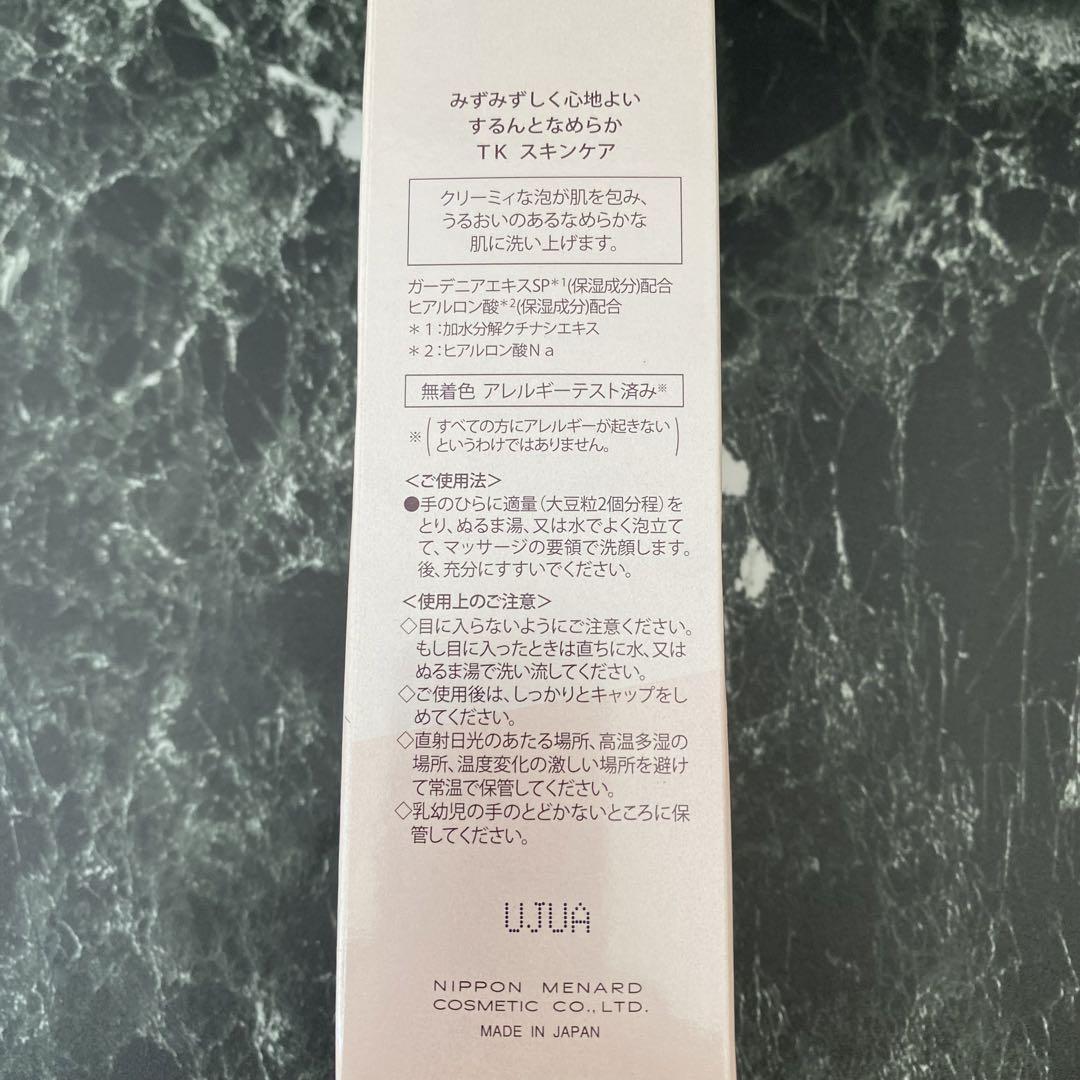 みずみずしく心地よい
するんとなめらか
TK スキンケア
クリーミィな泡が肌を包み、
うるおいのあるなめらかな
肌に洗い上げます。
ガーデニアエキスSP＊1(保湿成分)配合
ヒアルロン酸＊2(保湿成分)配合
＊1:加水分解クチナシエキス
＊2:ヒアルロン酸Na
無着色 アレルギーテスト済み※
※(すべての方にアレルギーが起きない
というわけではありません。)
＜ご使用法＞
●手のひらに適量(大豆粒2個分程)を
とり、ぬるま湯、又は水でよく泡立て
て、マッサージの要領で洗顔します。
後、充分にすすいでください。
＜使用上のご注意＞
◇目に入らないようにご注意ください。
もし目に入ったときは直ちに水、又は
ぬるま湯で洗い流してください。
◇ご使用後は、しっかりとキャップをし
めてください。
◇直射日光のあたる場所、高温多湿の
場所、温度変化の激しい場所を避け
て常温で保管してください。
◇乳幼児の手のとどかないところに保
管してください。
UJUA
NIPPON MENARD
COSMETIC CO.,LTD.
MADE IN JAPAN